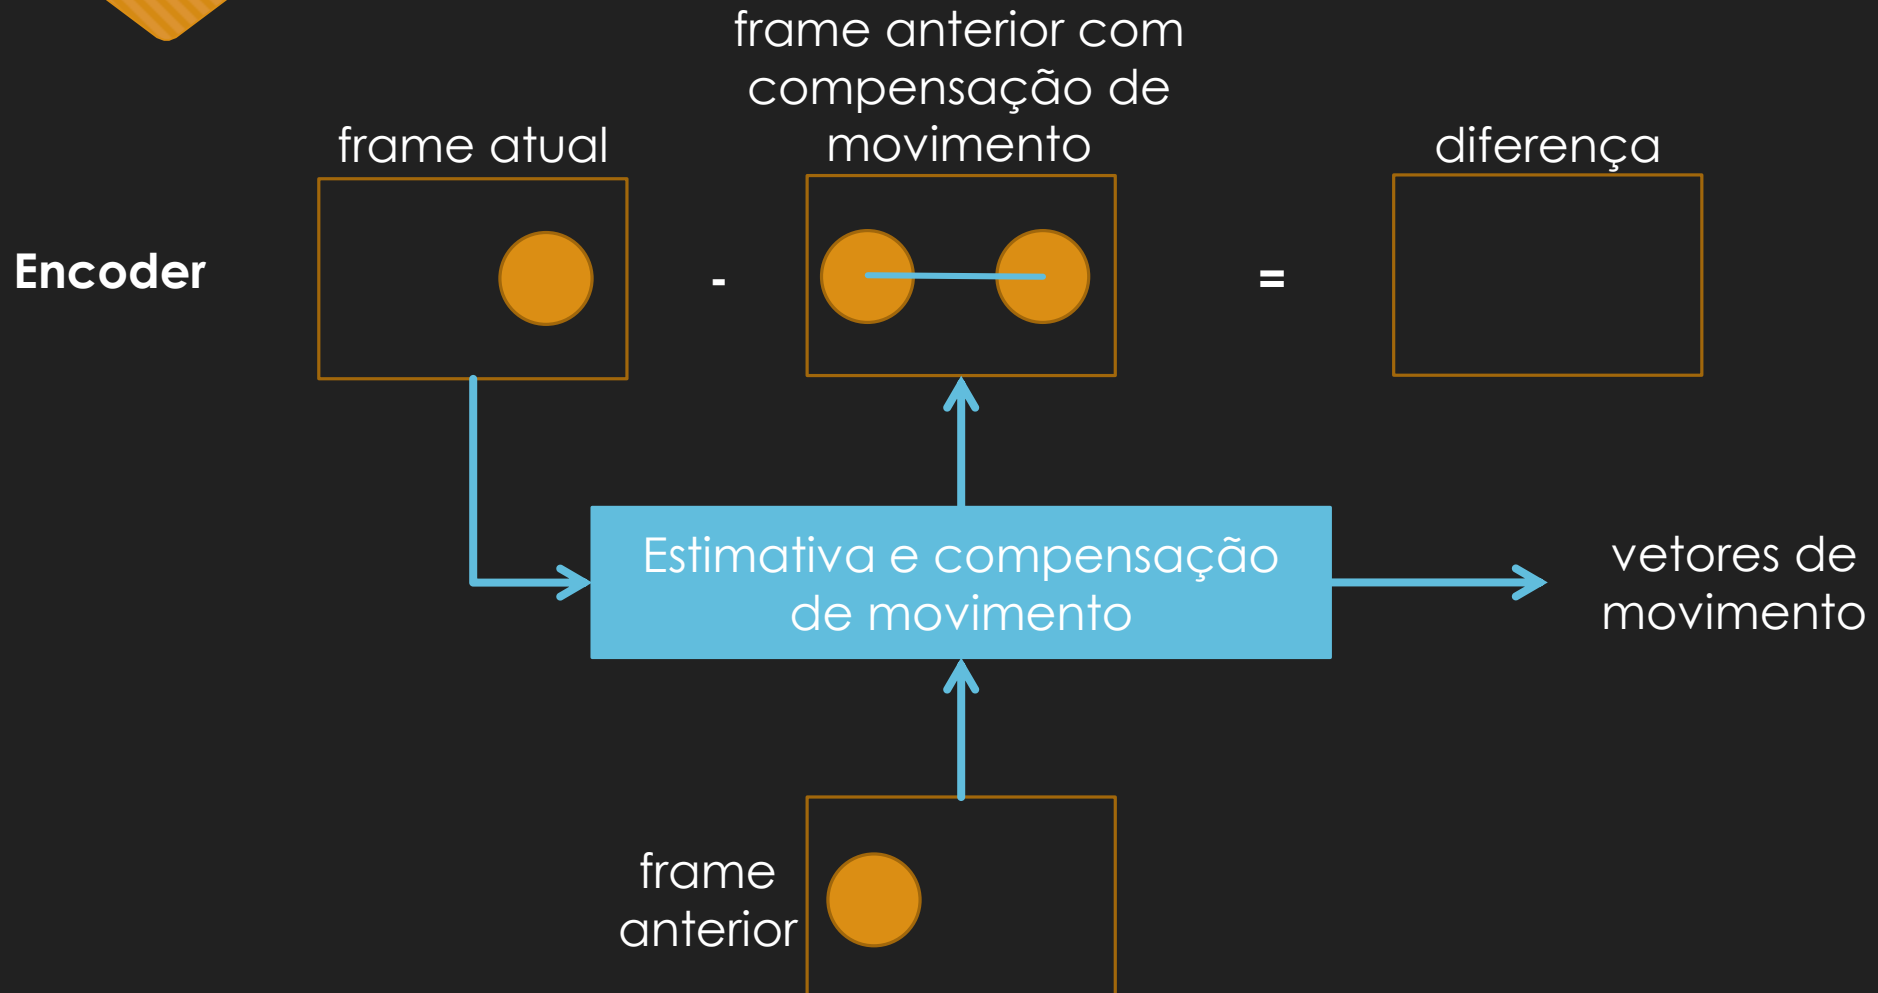 frame anterior com
compensação de
movimento
frame atual
diferença
Encoder
-
=
Estimativa e compensação
de movimento
vetores de
movimento
frame
anterior